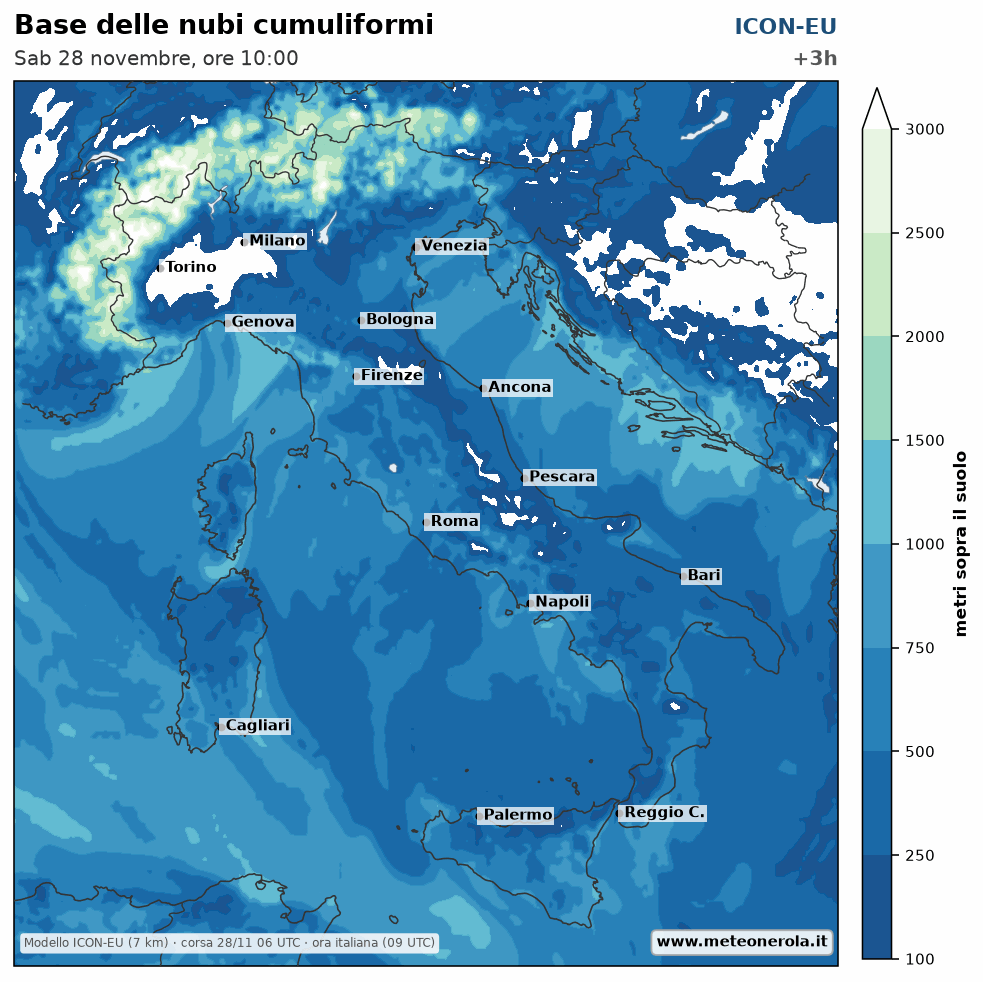 Base delle nubi cumuliformi
ICON-EU
Sab 28 novembre, ore 10:00
+3h
3000
2500
2000
1500
1000
750
500
250
100
metri sopra il suolo
Milano
Venezia
Torino
Genova
Bologna
Firenze
Ancona
Pescara
Roma
Bari
Napoli
Cagliari
Palermo
Reggio C.
Modello ICON-EU (7 km) · corsa 28/11 06 UTC · ora italiana (09 UTC)
www.meteonerola.it